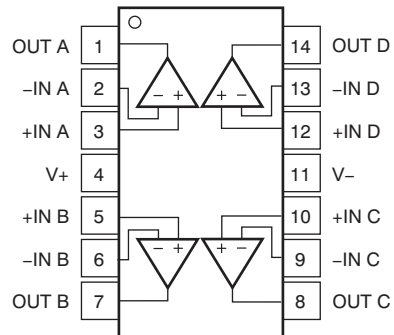 OUT A 1 14 OUT D
–IN A 2 – + + – 13 –IN D
+IN A 3 12 +IN D
V+ 4 11 V–
+IN B 5 10 +IN C
–IN B 6 – + + – 9 –IN C
OUT B 7 8 OUT C